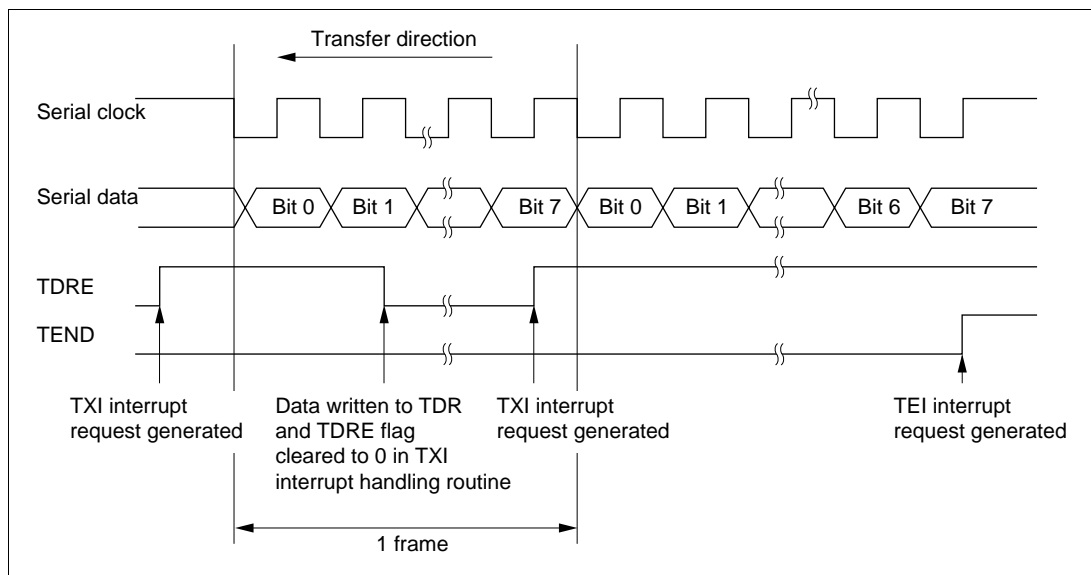 Transfer direction
Serial clock
Serial data
Bit 0
Bit 1
Bit 7
Bit 0
Bit 1
Bit 6
Bit 7
TDRE
TEND
TXI interrupt
request generated
Data written to TDR
and TDRE flag
cleared to 0 in TXI
interrupt handling routine
TXI interrupt
request generated
TEI interrupt
request generated
1 frame